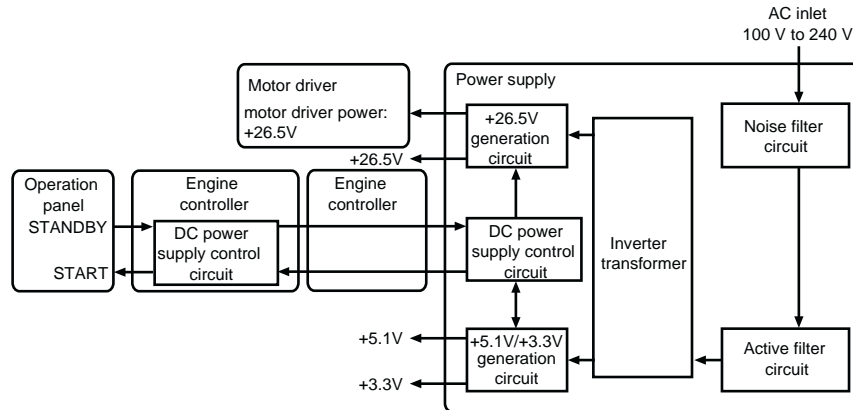 AC inlet
100 V to 240 V
Power supply
Motor driver
motor driver power:
+26.5V
+26.5V
generation
circuit
Noise filter
circuit
+26.5V
Operation
panel
STANDBY
START
Engine
controller
DC power
supply control
circuit
Engine
controller
DC power
supply control
circuit
Inverter
transformer
+5.1V
+3.3V
+5.1V/+3.3V
generation
circuit
Active filter
circuit